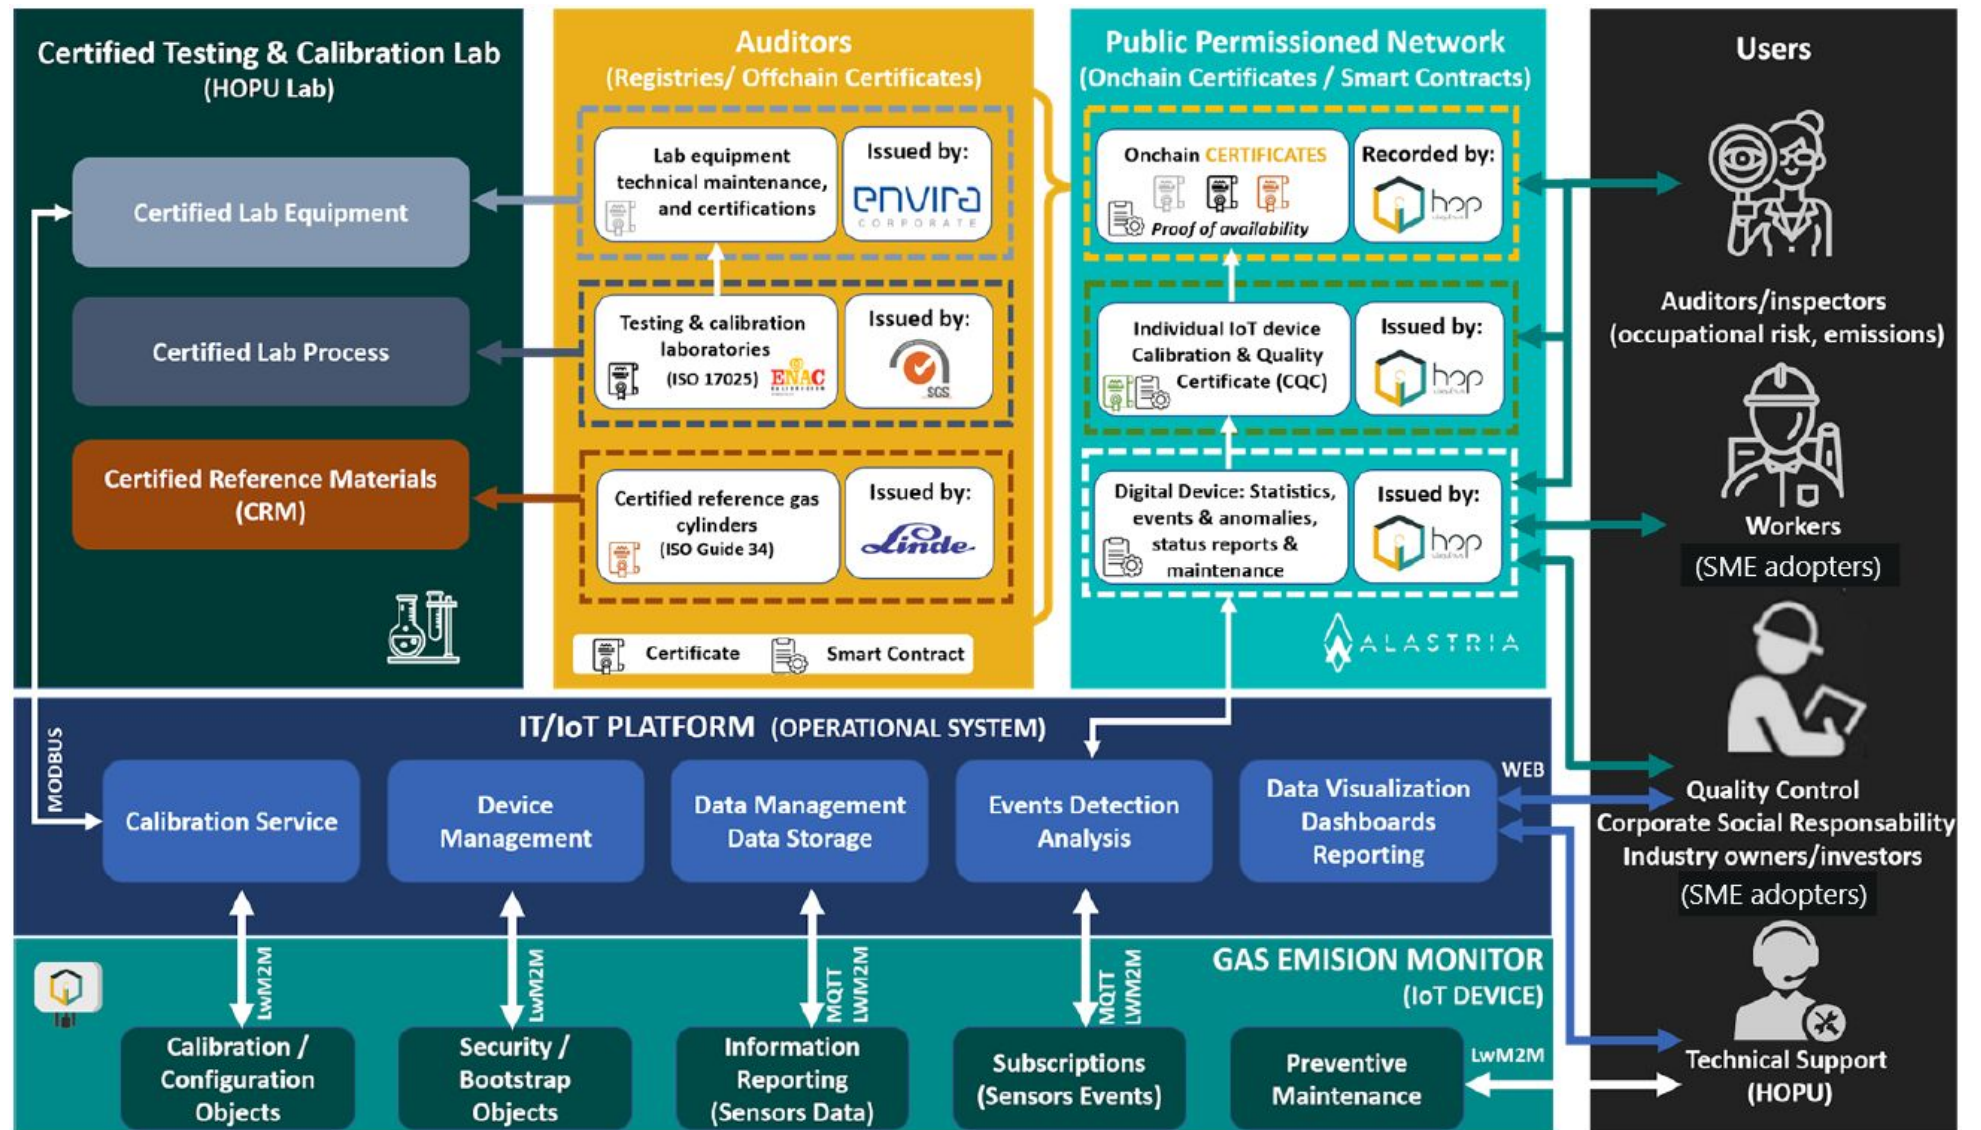 Certified Testing & Calibration Lab
(HOPU Lab)
Certified Lab Equipment
Certified Lab Process
Certified Reference Materials
(CRM)
Auditors
(Registries/ Offchain Certificates)
Lab equipment
technical maintenance,
and certifications
Issued by:
envira
CORPORATE
Testing & calibration
laboratories
(ISO 17025)
ENAC
Issued by:
SGS
Certified reference gas
cylinders
(ISO Guide 34)
Issued by:
Linde
Certificate
Smart Contract
Public Permissioned Network
(Onchain Certificates / Smart Contracts)
Onchain CERTIFICATES
Proof of availability
Recorded by:
hop
Individual IoT device
Calibration & Quality
Certificate (CQC)
Issued by:
hop
Digital Device: Statistics,
events & anomalies,
status reports &
maintenance
Issued by:
hop
ALASTRIA
Users
Auditors/inspectors
(occupational risk, emissions)
Workers
(SME adopters)
Quality Control
Corporate Social Responsability
Industry owners/investors
(SME adopters)
Technical Support
(HOPU)
IT/IoT PLATFORM (OPERATIONAL SYSTEM)
MODBUS
Calibration Service
Device
Management
Data Management
Data Storage
Events Detection
Analysis
Data Visualization
Dashboards
Reporting
WEB
GAS EMISION MONITOR
(IoT DEVICE)
LwM2M
LwM2M
MQTT
LWM2M
MQTT
LWM2M
Calibration /
Configuration
Objects
Security /
Bootstrap
Objects
Information
Reporting
(Sensors Data)
Subscriptions
(Sensors Events)
Preventive
Maintenance
LwM2M